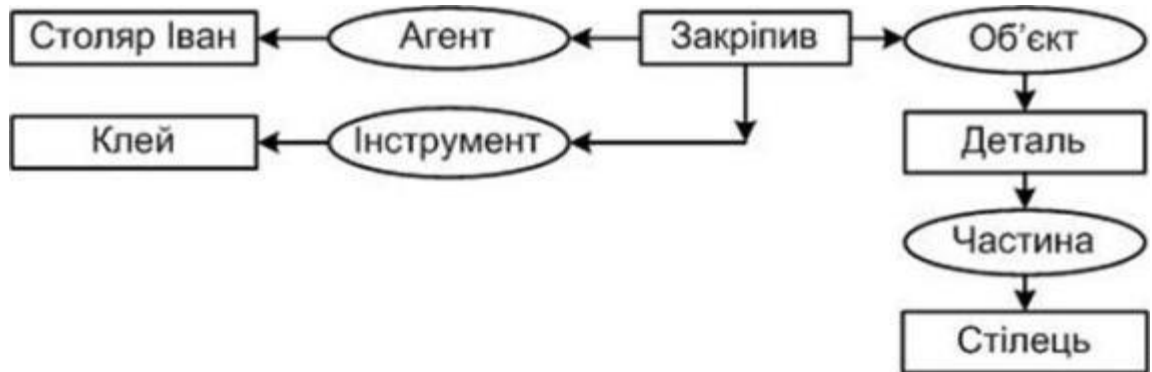 Столяр Іван
Агент
Закріпив
Об’єкт
Клей
Інструмент
Деталь
Частина
Стілець